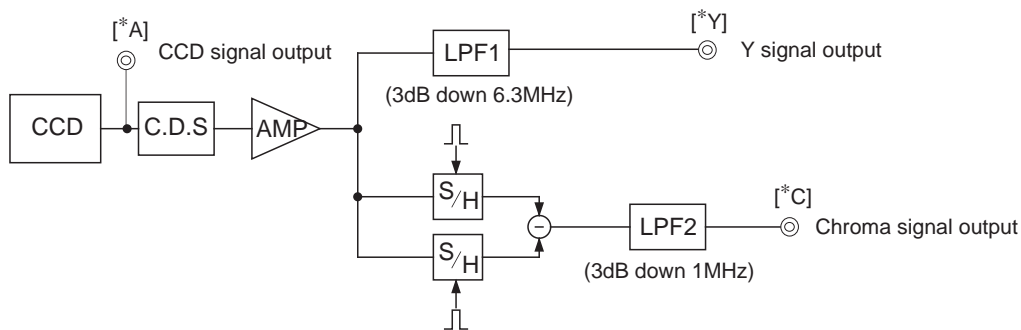 [*A]
CCD signal output
[*Y]
Y signal output
LPF1
(3dB down 6.3MHz)
CCD
C.D.S
AMP
S/H
S/H
−
LPF2
(3dB down 1MHz)
[*C]
Chroma signal output